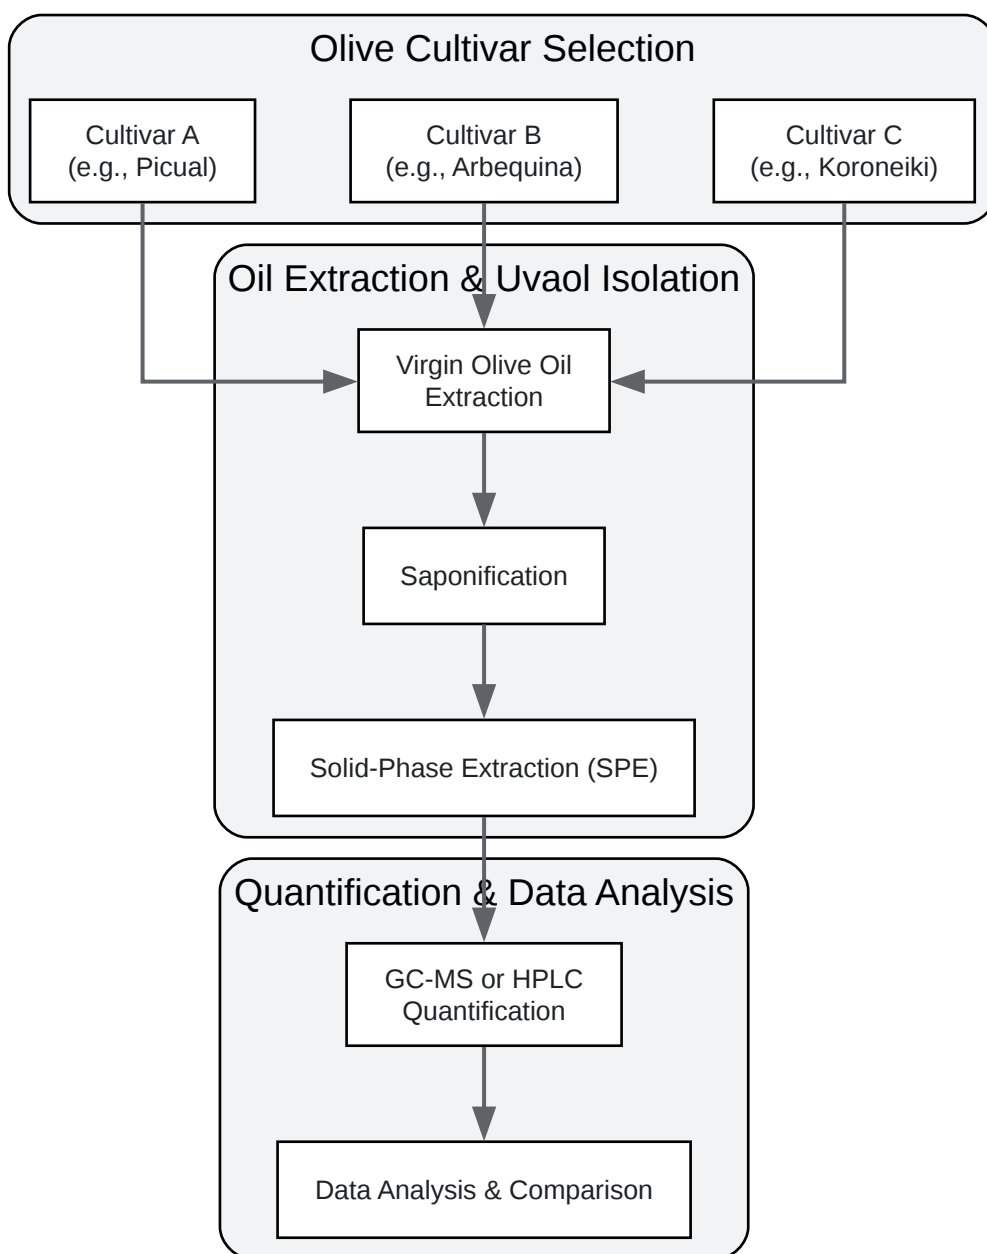 Olive Cultivar Selection
Cultivar A
(e.g., Picual)
Cultivar B
(e.g., Arbequina)
Cultivar C
(e.g., Koroneiki)
Oil Extraction & Uvaol Isolation
Virgin Olive Oil
Extraction
Saponification
Solid-Phase Extraction (SPE)
Quantification & Data Analysis
GC-MS or HPLC
Quantification
Data Analysis & Comparison